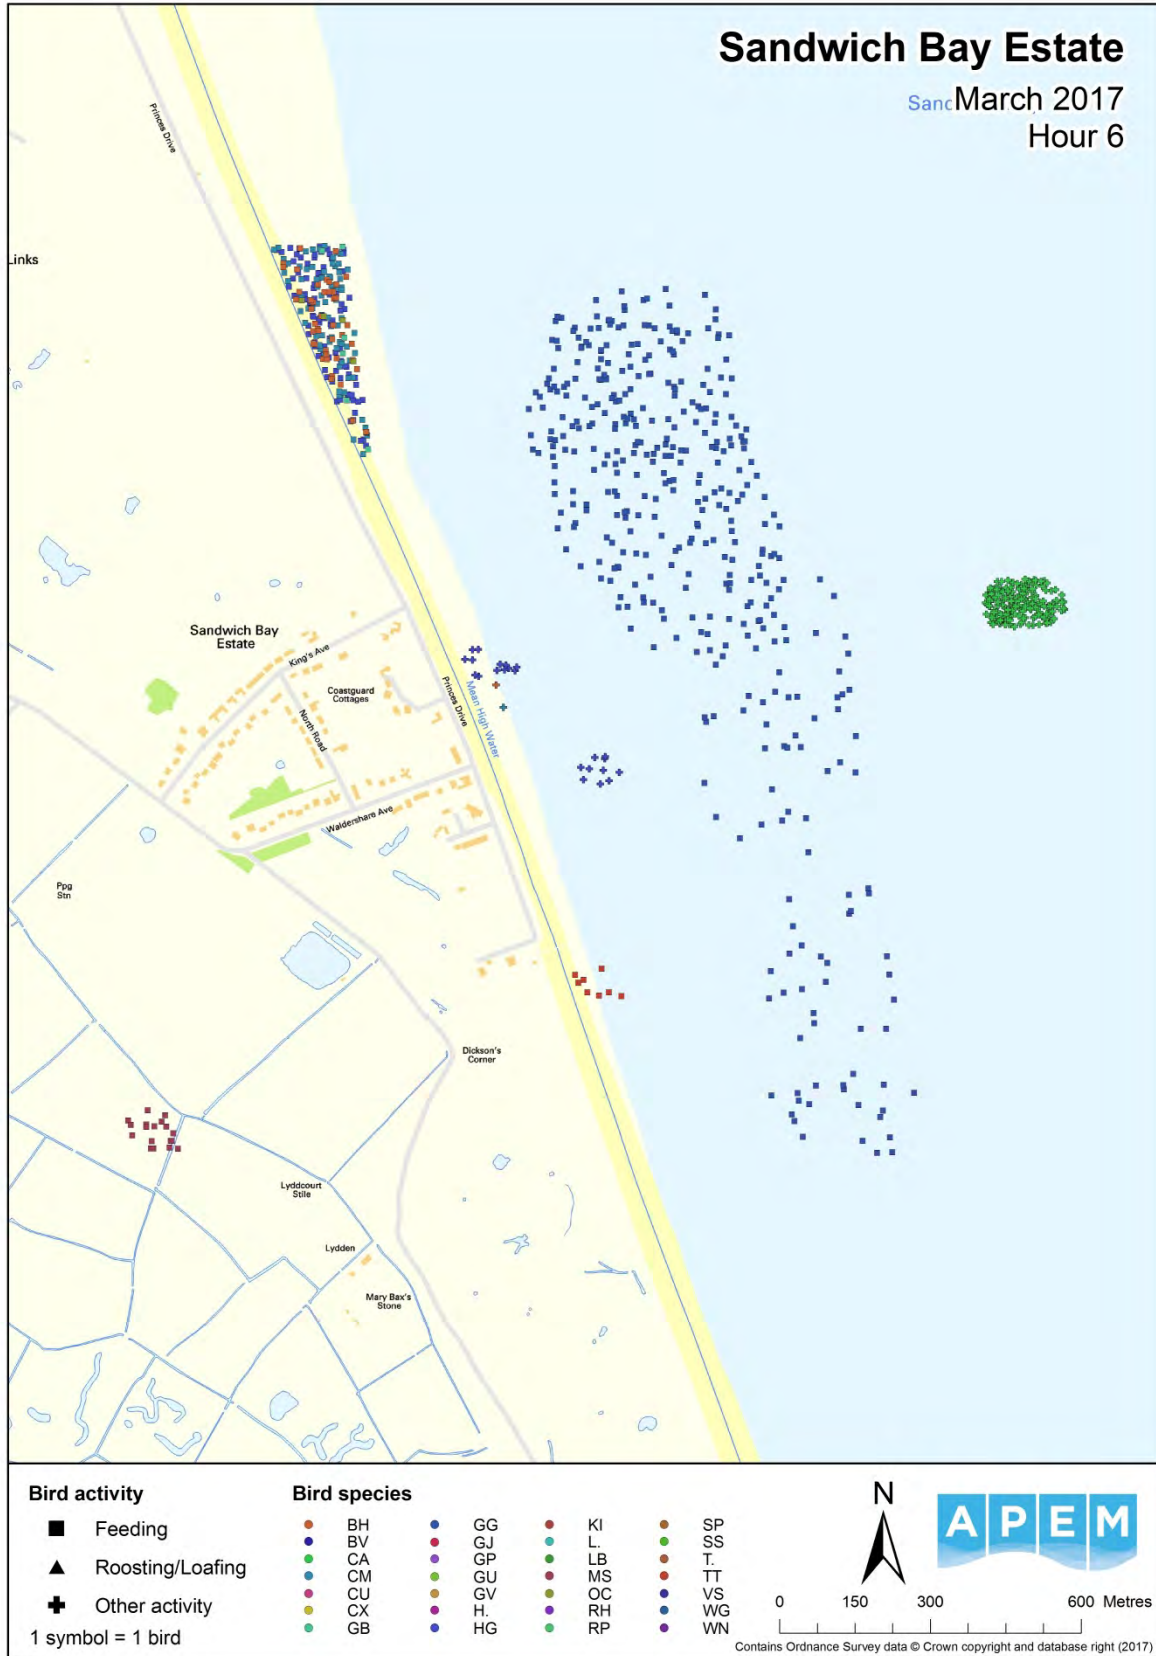 Sandwich Bay Estate
Sand
March 2017
Hour 6
Princes Drive
Links
Sandwich Bay
Estate
King's Ave
Coastguard
Cottages
North Road
Princes Drive
Mean High Water
Waldershare Ave
Ppg
Stn
Dickson's
Corner
Lyddcourt
Stile
Lydden
Mary Bax's
Stone
Bird activity
Feeding
Roosting/Loafing
Other activity
1 symbol = 1 bird
Bird species
BH GG KI SP
BV GJ L. SS
CA GP LB T.
CM GU MS TT
CU GV OC VS
CX H. RH WG
GB HG RP WN
N
APEM
0 150 300 600 Metres
Contains Ordnance Survey data © Crown copyright and database right (2017)